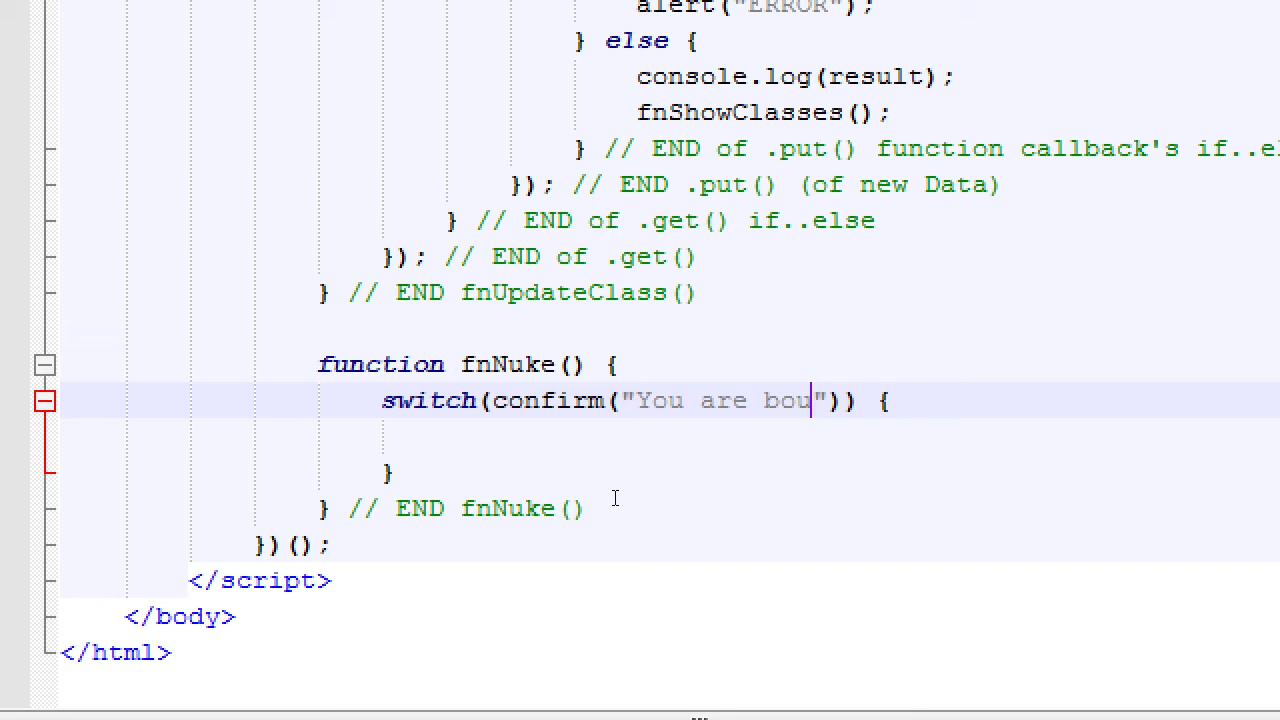 alert("ERROR");
} else {
console.log(result);
fnShowClasses();
} // END of .put() function callback's if..el
}); // END .put() (of new Data)
} // END of .get() if..else
}); // END of .get()
} // END fnUpdateClass()
function fnNuke() {
switch(confirm("You are bou")) {
}
} // END fnNuke()
})();
</script>
</body>
</html>